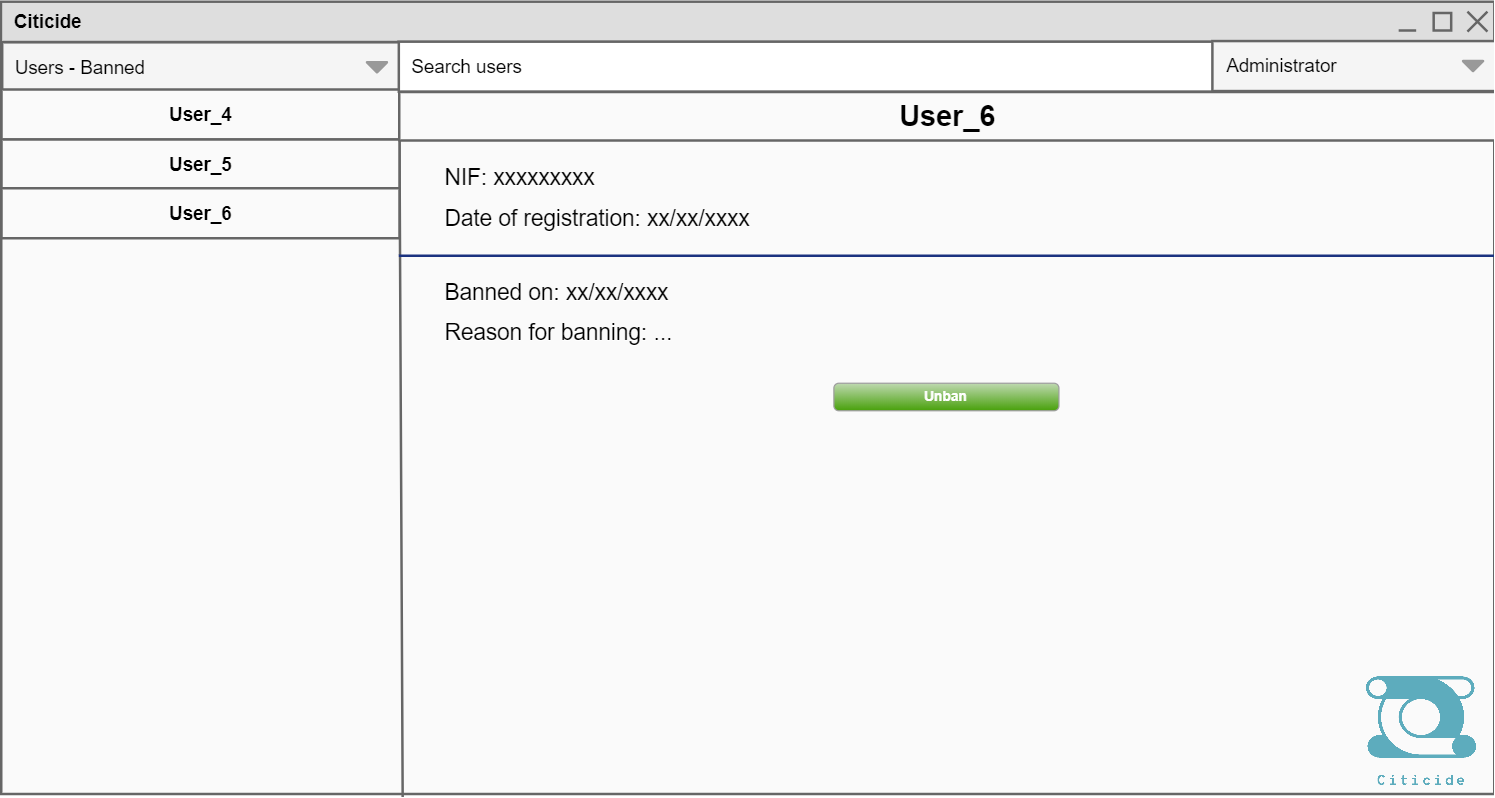 Citicide
Users - Banned
Search users
Administrator
User_4
User_5
User_6
User_6
NIF: xxxxxxxxx
Date of registration: xx/xx/xxxx
Banned on: xx/xx/xxxx
Reason for banning: ...
Unban
Citicide